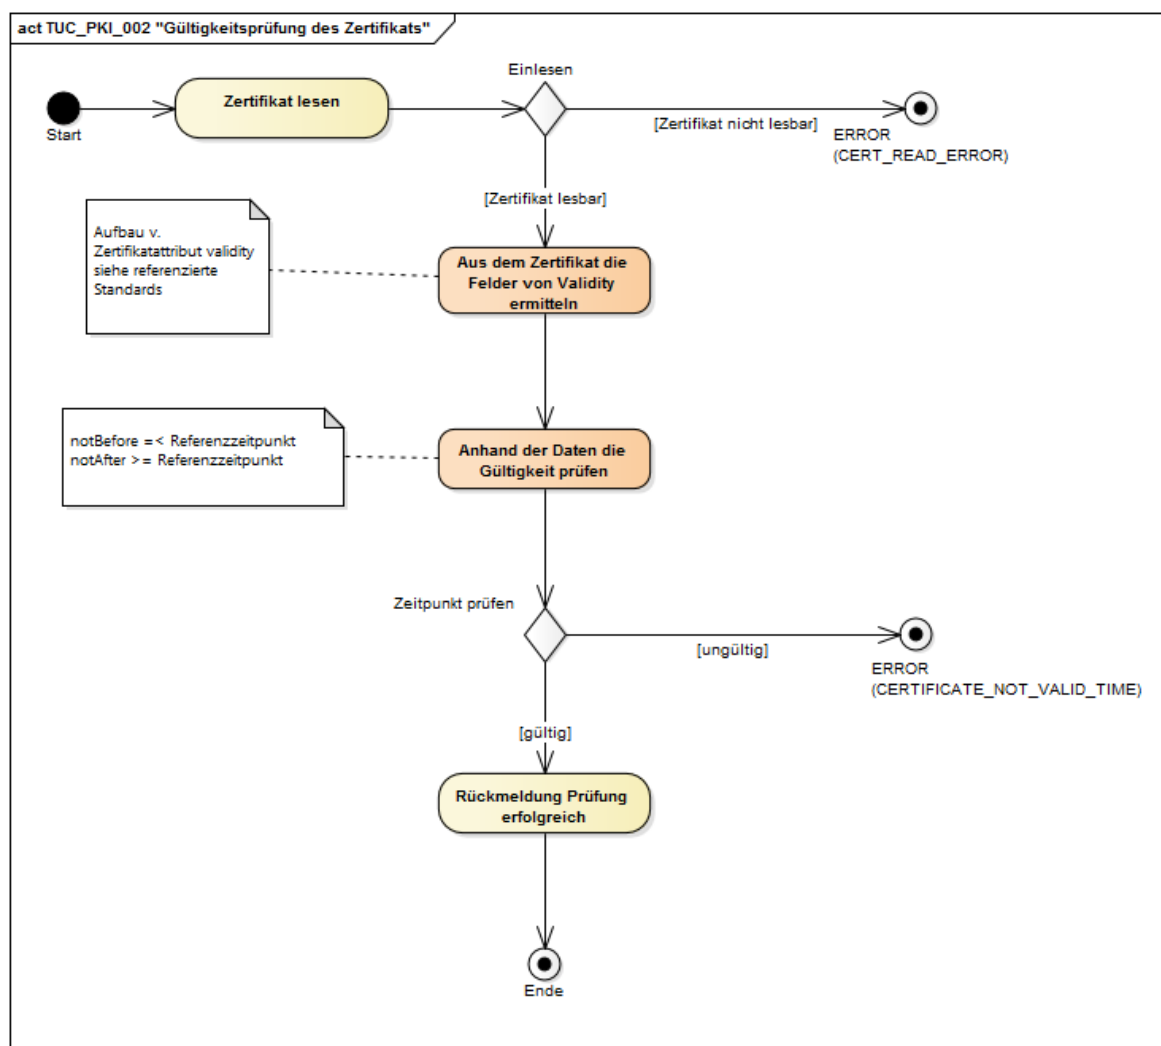 act TUC_PKI_002 "Gültigkeitsprüfung des Zertifikats"
Einlesen
Zertifikat lesen
Start
[Zertifikat nicht lesbar]
ERROR
(CERT_READ_ERROR)
[Zertifikat lesbar]
Aufbau v.
Zertifikatattribut validity
siehe referenzierte
Standards
Aus dem Zertifikat die
Felder von Validity
ermitteln
notBefore =< Referenzzeitpunkt
notAfter >= Referenzzeitpunkt
Anhand der Daten die
Gültigkeit prüfen
Zeitpunkt prüfen
[ungültig]
ERROR
(CERTIFICATE_NOT_VALID_TIME)
[gültig]
Rückmeldung Prüfung
erfolgreich
Ende